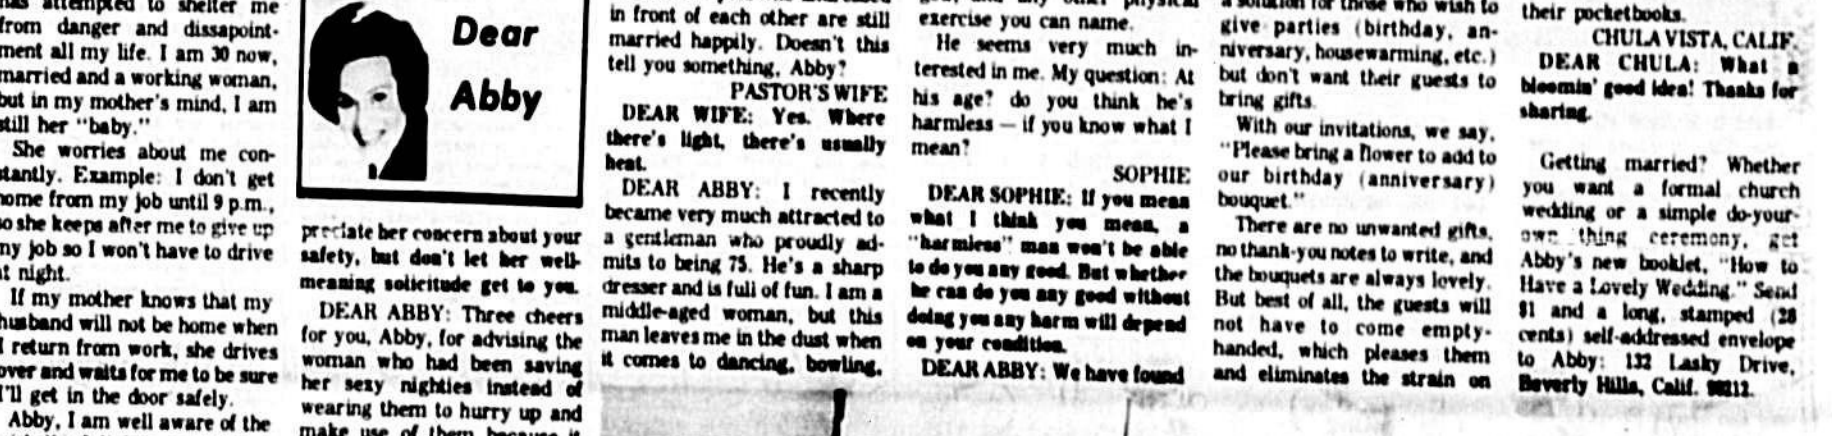 has attempted to shelter me
from danger and dissapoint-
ment all my life. I am 30 now,
married and a working woman,
but in my mother's mind, I am
still her "baby."
She worries about me con-
stantly. Example: I don't get
home from my job until 9 p.m.,
so she keeps after me to give up
my job so I won't have to drive
at night.
If my mother knows that my
husband will not be home when
I return from work, she drives
over and waits for me to be sure
I'll get in the door safely.
Abby, I am well aware of the
Dear
Abby
preciate her concern about your
safety, but don't let her well-
meaning solicitude get to you.
DEAR ABBY: Three cheers
for you, Abby, for advising the
woman who had been saving
her sexy nighties instead of
wearing them to hurry up and
make use of them because it
in front of each other are still
married happily. Doesn't this
tell you something, Abby?
PASTOR'S WIFE
DEAR WIFE: Yes. Where
there's light, there's usually
heat.
DEAR ABBY: I recently
became very much attracted to
a gentleman who proudly ad-
mits to being 75. He's a sharp
dresser and is full of fun. I am a
middle-aged woman, but this
man leaves me in the dust when
it comes to dancing, bowling,
any other physical
exercise you can name.
He seems very much in-
terested in me. My question: At
his age? do you think he's
harmless — if you know what I
mean?
SOPHIE
DEAR SOPHIE: If you mean
what I think you mean, a
"harmless" man won't be able
to do you any good. But whether
he can do you any good without
doing you any harm will depend
on your condition.
DEAR ABBY: We have found
a solution for those who wish to
give parties (birthday, an-
niversary, housewarming, etc.)
but don't want their guests to
bring gifts.
With our invitations, we say,
"Please bring a flower to add to
our birthday (anniversary)
bouquet."
There are no unwanted gifts,
no thank-you notes to write, and
the bouquets are always lovely.
But best of all, the guests will
not have to come empty-
handed, which pleases them
and eliminates the strain on
their pocketbooks.
CHULA VISTA, CALIF.
DEAR CHULA: What a
bloomin' good idea! Thanks for
sharing.
Getting married? Whether
you want a formal church
wedding or a simple do-your-
own thing ceremony, get
Abby's new booklet, "How to
Have a Lovely Wedding." Send
$1 and a long, stamped (28
cents) self-addressed envelope
to Abby: 132 Lasky Drive,
Beverly Hills, Calif. 90212.